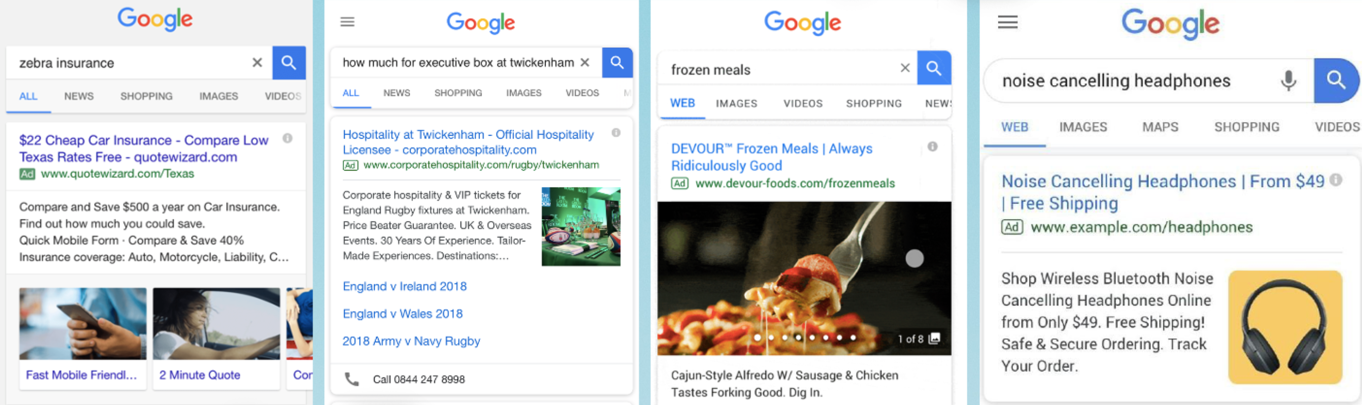 Google
zebra insurance
ALL NEWS SHOPPING IMAGES VIDEOS
$22 Cheap Car Insurance - Compare Low
Texas Rates Free - quotewizard.com
Ad www.quotewizard.com/Texas
Compare and Save $500 a year on Car Insurance.
Find out how much you could save.
Quick Mobile Form · Compare & Save 40%
Insurance coverage: Auto, Motorcycle, Liability, C...
Fast Mobile Friendl... 2 Minute Quote Cor
Google
how much for executive box at twickenham
ALL NEWS SHOPPING IMAGES VIDEOS M
Hospitality at Twickenham - Official Hospitality
Licensee - corporatehospitality.com
Ad www.corporatehospitality.com/rugby/twickenham
Corporate hospitality & VIP tickets for
England Rugby fixtures at Twickenham.
Price Beater Guarantee. UK & Overseas
Events. 30 Years Of Experience. Tailor-
Made Experiences. Destinations:...
England v Ireland 2018
England v Wales 2018
2018 Army v Navy Rugby
Call 0844 247 8998
Google
frozen meals
WEB IMAGES VIDEOS SHOPPING NEWS
DEVOUR™ Frozen Meals | Always
Ridiculously Good
Ad www.devour-foods.com/frozenmeals
1 of 8
Cajun-Style Alfredo W/ Sausage & Chicken
Tastes Forking Good. Dig In.
Google
noise cancelling headphones
WEB IMAGES MAPS SHOPPING VIDEOS
Noise Cancelling Headphones | From $49
| Free Shipping
Ad www.example.com/headphones
Shop Wireless Bluetooth Noise
Cancelling Headphones Online
from Only $49. Free Shipping!
Safe & Secure Ordering. Track
Your Order.